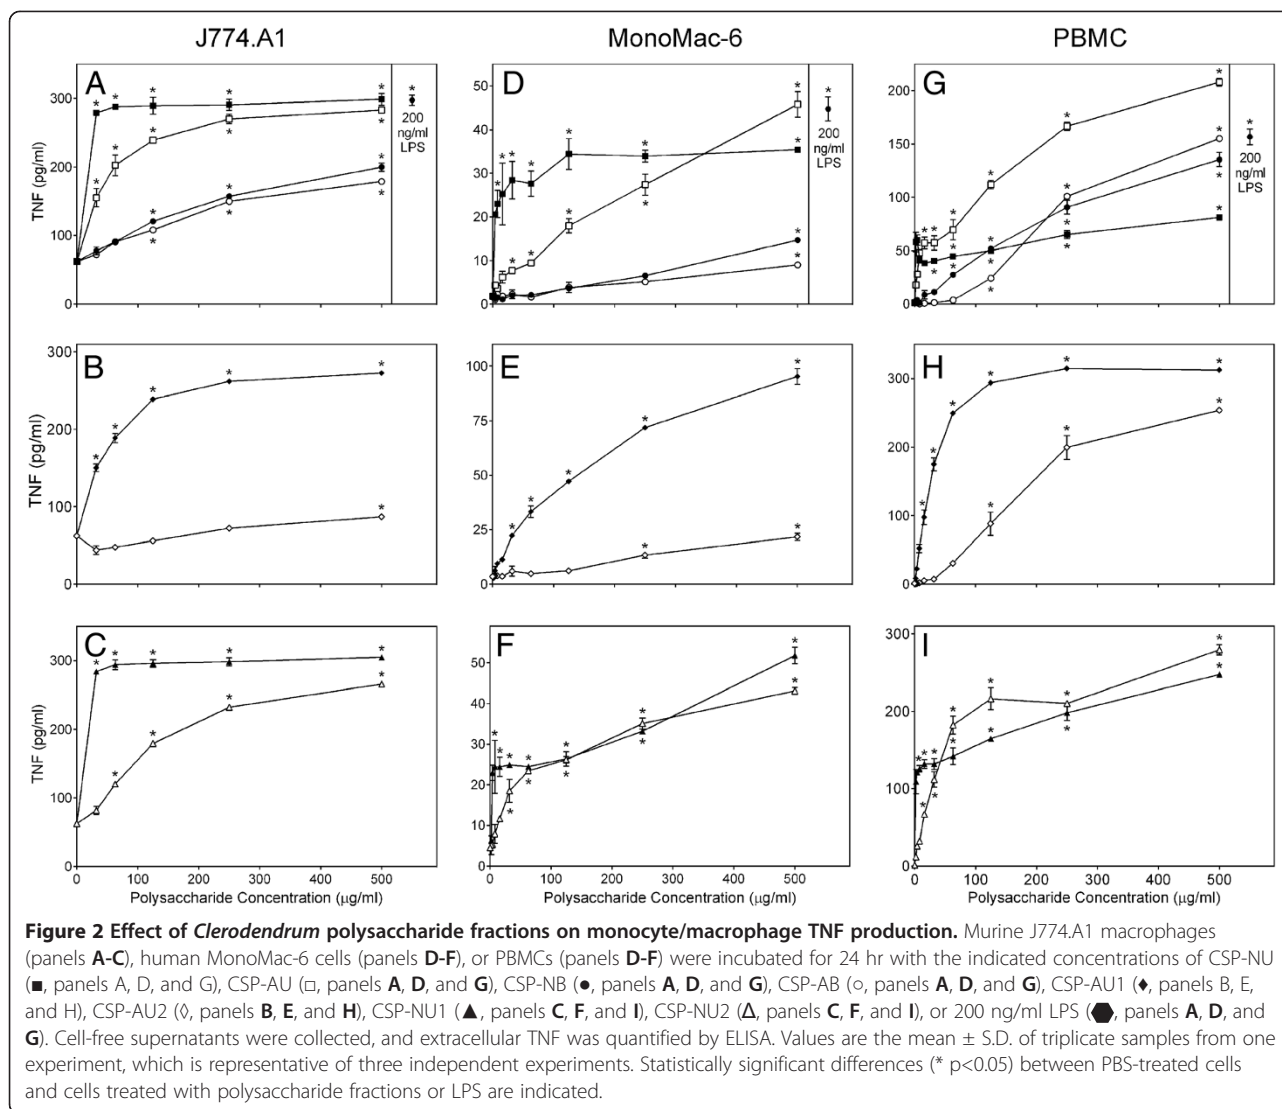 J774.A1 MonoMac-6 PBMC
A
TNF (pg/ml)
300
200
100
0
* 200 ng/ml LPS
D
50
40
30
20
10
0
* 200 ng/ml LPS
G
200
150
100
50
0
* 200 ng/ml LPS
B
TNF (pg/ml)
300
200
100
0
E
100
75
50
25
0
H
300
200
100
0
C
TNF (pg/ml)
300
200
100
0
0 100 200 300 400 500
Polysaccharide Concentration (μg/ml)
F
50
40
30
20
10
0
0 100 200 300 400 500
Polysaccharide Concentration (μg/ml)
I
300
200
100
0
0 100 200 300 400 500
Polysaccharide Concentration (μg/ml)
Figure 2 Effect of Clerodendrum polysaccharide fractions on monocyte/macrophage TNF production. Murine J774.A1 macrophages
(panels A-C), human MonoMac-6 cells (panels D-F), or PBMCs (panels D-F) were incubated for 24 hr with the indicated concentrations of CSP-NU
(■, panels A, D, and G), CSP-AU (□, panels A, D, and G), CSP-NB (●, panels A, D, and G), CSP-AB (○, panels A, D, and G), CSP-AU1 (♦, panels B, E,
and H), CSP-AU2 (◊, panels B, E, and H), CSP-NU1 (▲, panels C, F, and I), CSP-NU2 (Δ, panels C, F, and I), or 200 ng/ml LPS (⬣, panels A, D, and
G). Cell-free supernatants were collected, and extracellular TNF was quantified by ELISA. Values are the mean ± S.D. of triplicate samples from one
experiment, which is representative of three independent experiments. Statistically significant differences (* p<0.05) between PBS-treated cells
and cells treated with polysaccharide fractions or LPS are indicated.